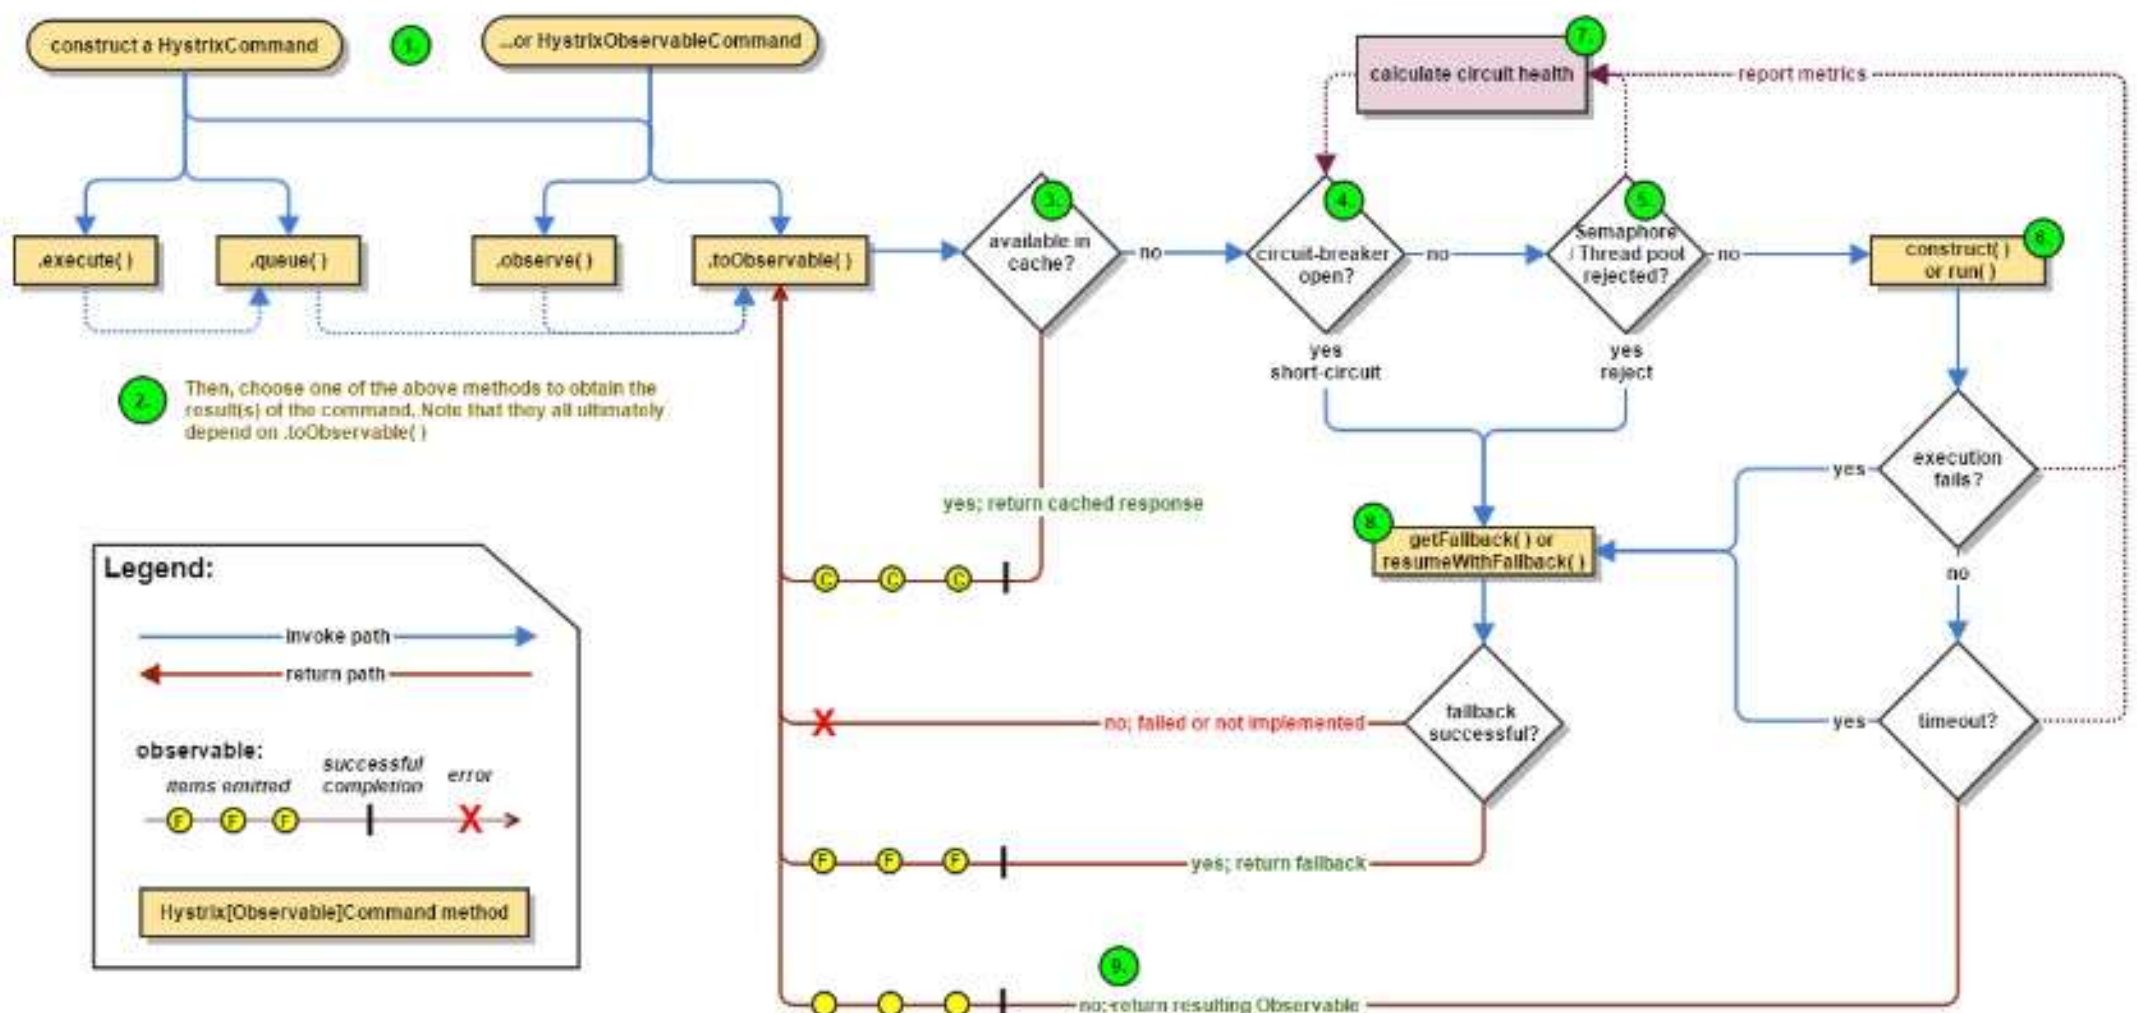 construct a HystrixCommand
1.
...or HystrixObservableCommand
7.
calculate circuit health
report metrics
.execute( )
.queue( )
.observe( )
.toObservable( )
3.
available in
cache?
no
4.
circuit-breaker
open?
no
5.
Semaphore
/ Thread pool
rejected?
no
6.
construct( )
or run( )
yes
short-circuit
yes
reject
2.
Then, choose one of the above methods to obtain the
result(s) of the command. Note that they all ultimately
depend on .toObservable( )
yes
execution
fails?
yes; return cached response
8.
getFallback( ) or
resumeWithFallback( )
no
C
C
C
Legend:
invoke path
return path
observable:
items emitted
successful
completion
error
F
F
F
X
Hystrix[Observable]Command method
X
no; failed or not implemented
fallback
successful?
yes
timeout?
F
F
F
yes; return fallback
9.
no; return resulting Observable